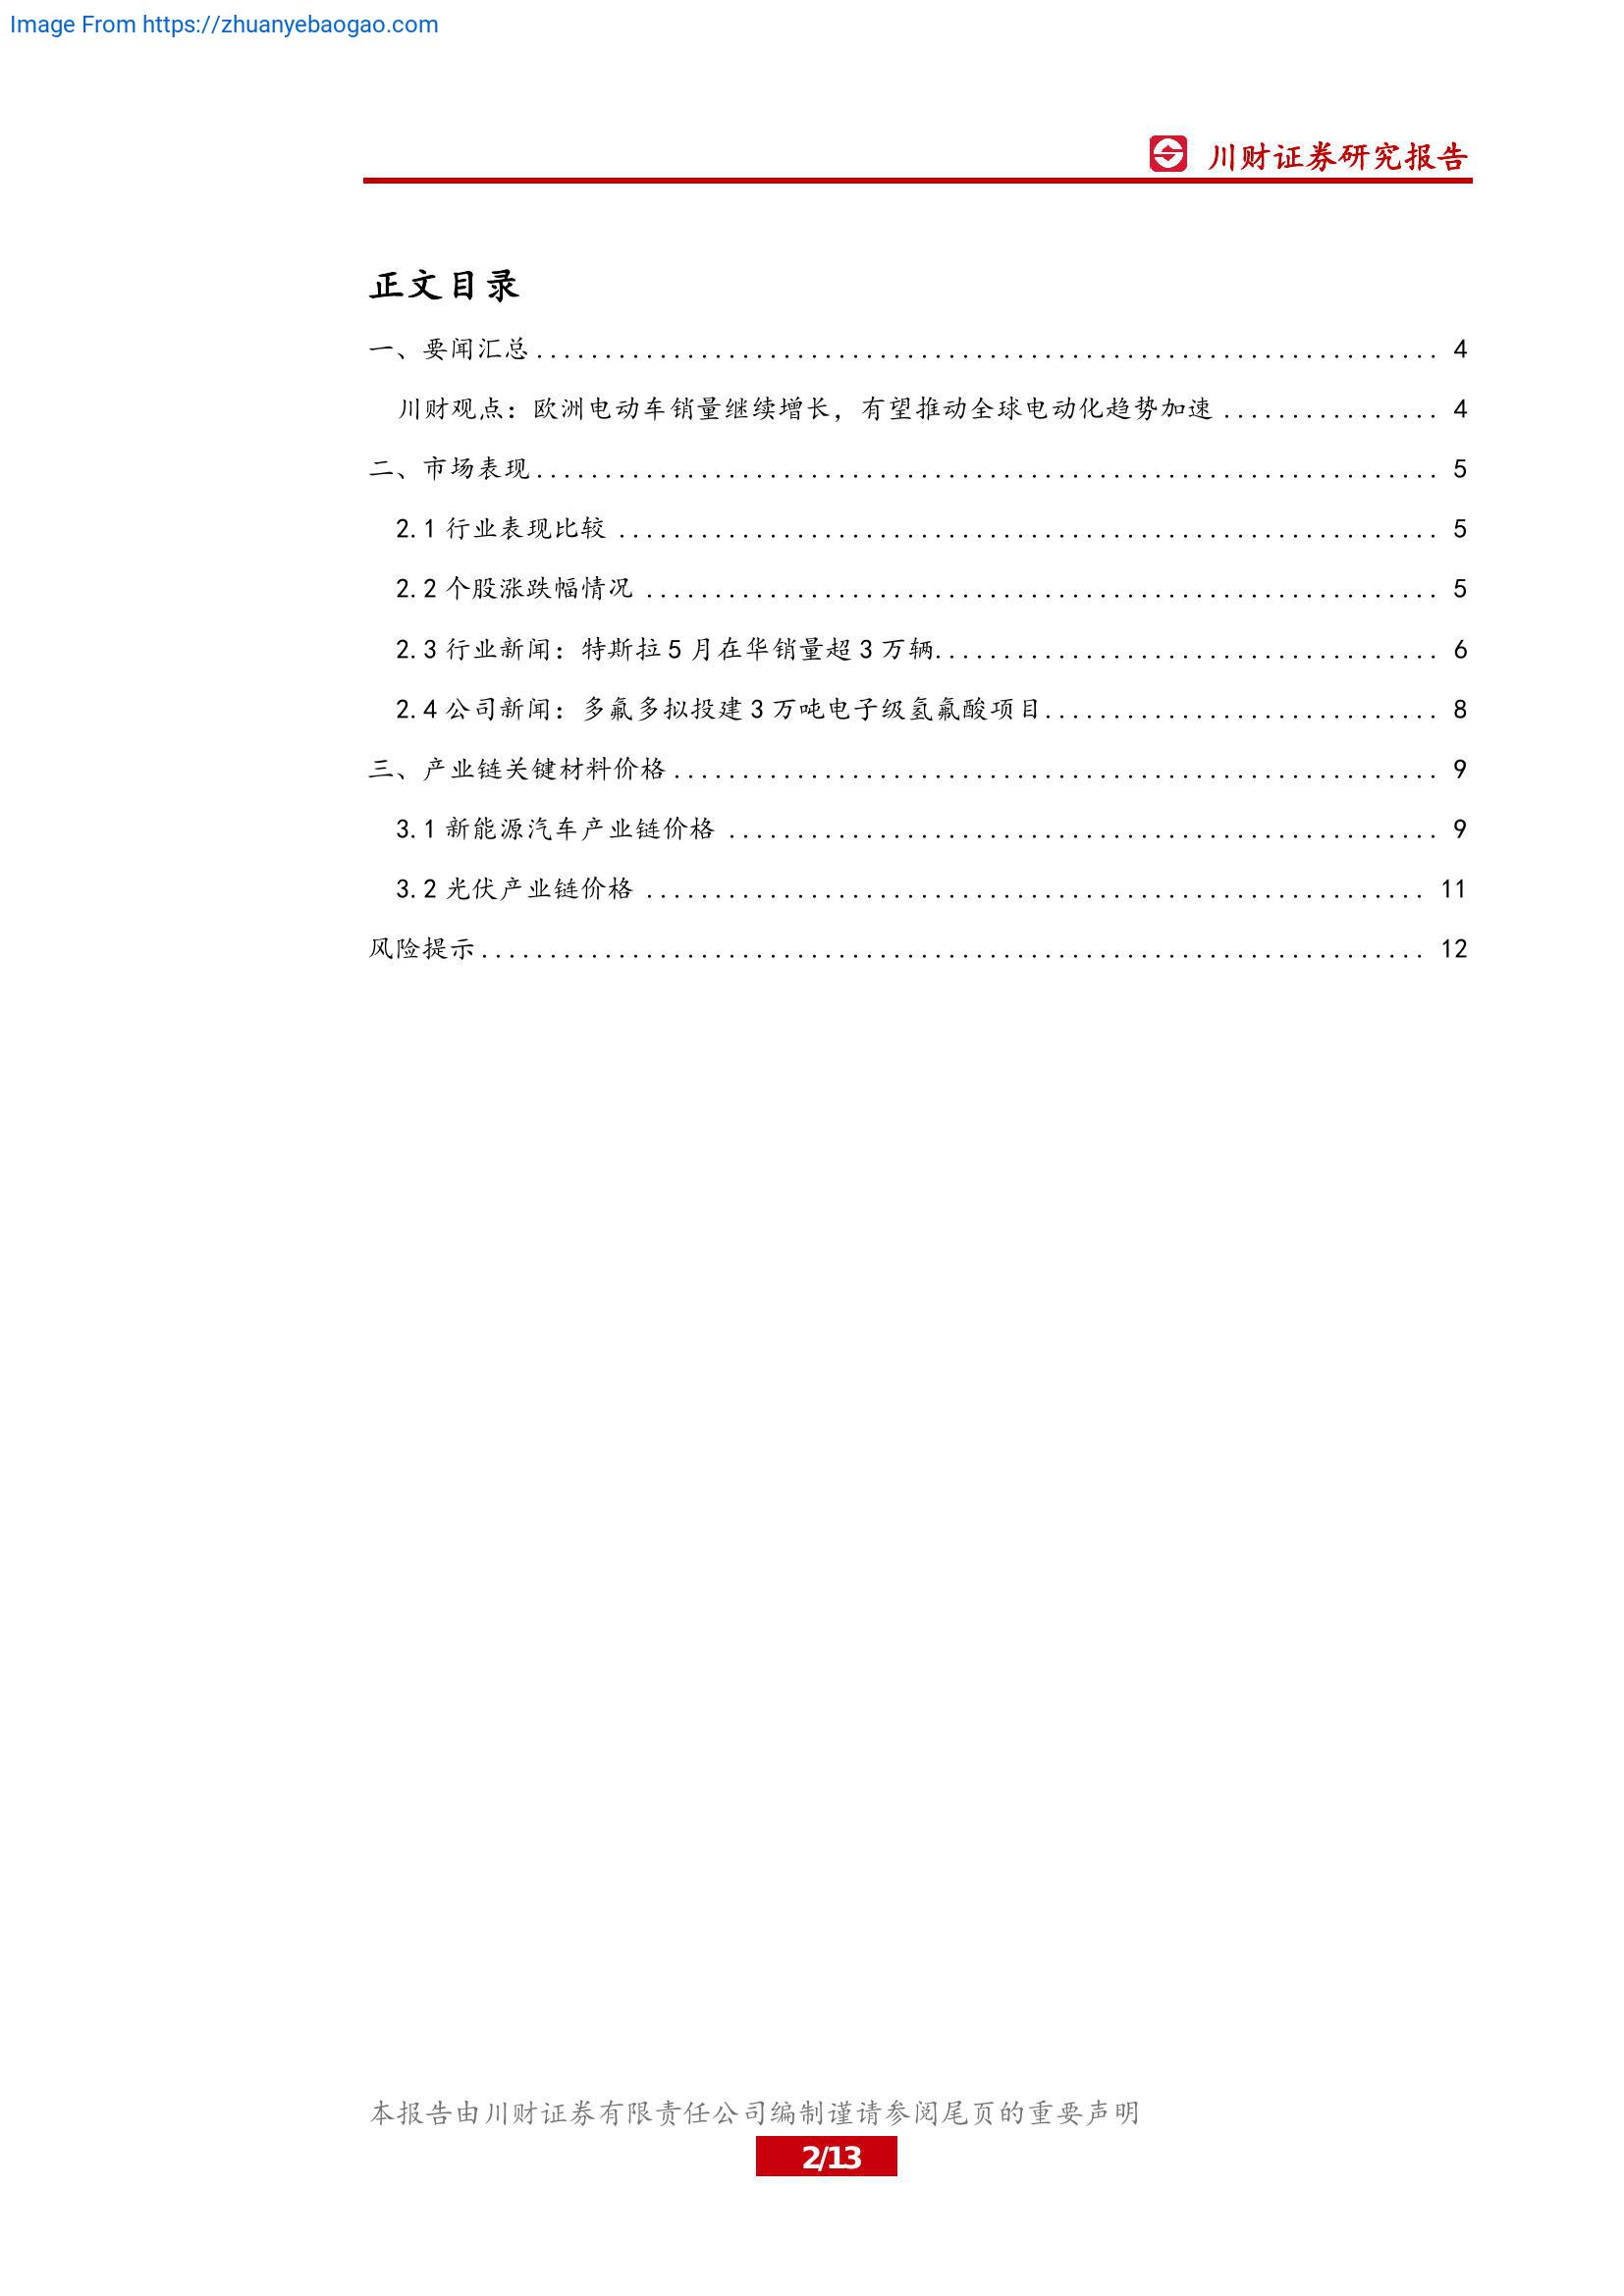 Image From https://zhuanyebaogao.com
川财证券研究报告
正文目录
一、要闻汇总.................................................................. 4
川财观点：欧洲电动车销量继续增长，有望推动全球电动化趋势加速................ 4
二、市场表现.................................................................. 5
2.1 行业表现比较 ............................................................ 5
2.2 个股涨跌幅情况 .......................................................... 5
2.3 行业新闻：特斯拉 5 月在华销量超 3 万辆..................................... 6
2.4 公司新闻：多氟多拟投建 3 万吨电子级氢氟酸项目............................. 8
三、产业链关键材料价格........................................................ 9
3.1 新能源汽车产业链价格 .................................................... 9
3.2 光伏产业链价格 ......................................................... 11
风险提示..................................................................... 12
本报告由川财证券有限责任公司编制谨请参阅尾页的重要声明
2/13